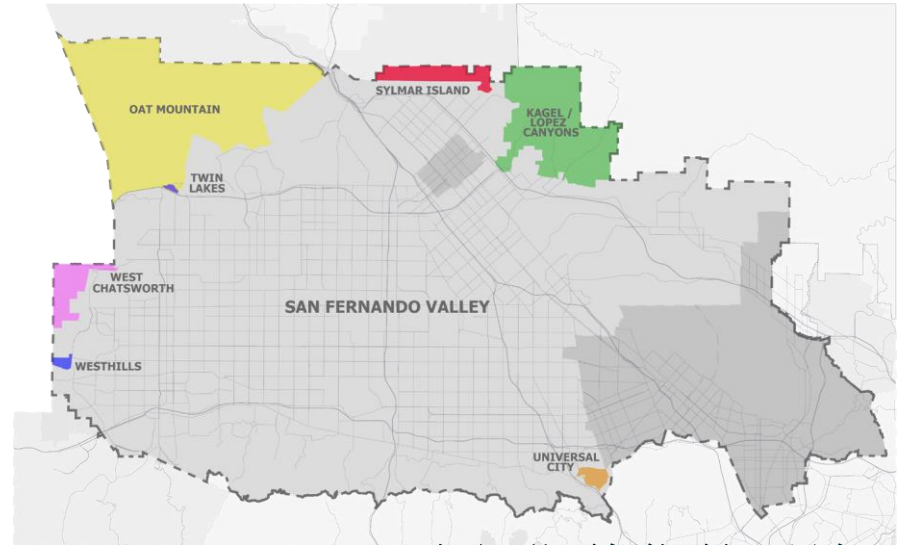 OAT MOUNTAIN
SYLMAR ISLAND
KAGEL /
LOPEZ
CANYONS
TWIN
LAKES
WEST
CHATSWORTH
SAN FERNANDO VALLEY
WESTHILLS
UNIVERSAL
CITY